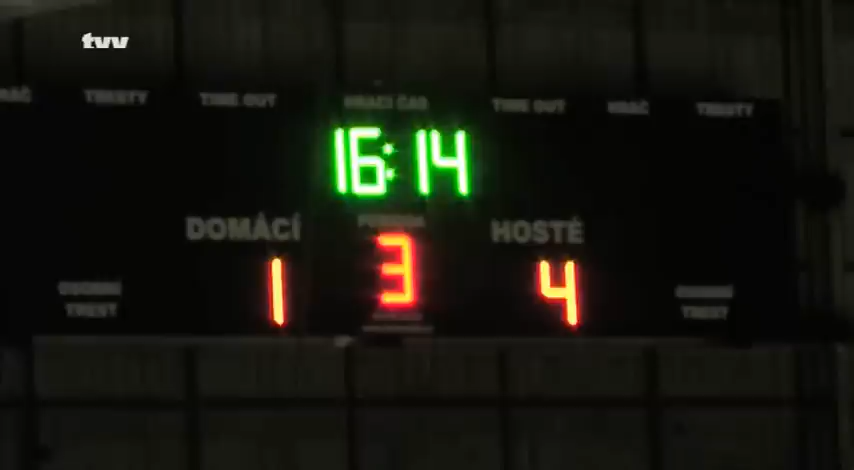 tvv
TRESTY TIME OUT HRACÍ ČAS TIME OUT HRÁČ TRESTY
16:14
DOMÁCÍ PERIODA HOSTÉ
1 3 4
OSOBNÍ TREST OSOBNÍ TREST